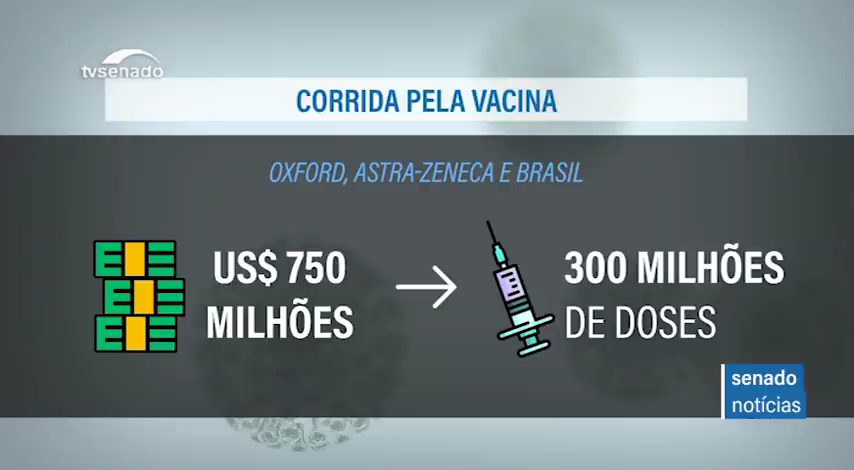 tvsenado
CORRIDA PELA VACINA
OXFORD, ASTRA-ZENECA E BRASIL
US$ 750
MILHÕES
300 MILHÕES
DE DOSES
senado
notícias